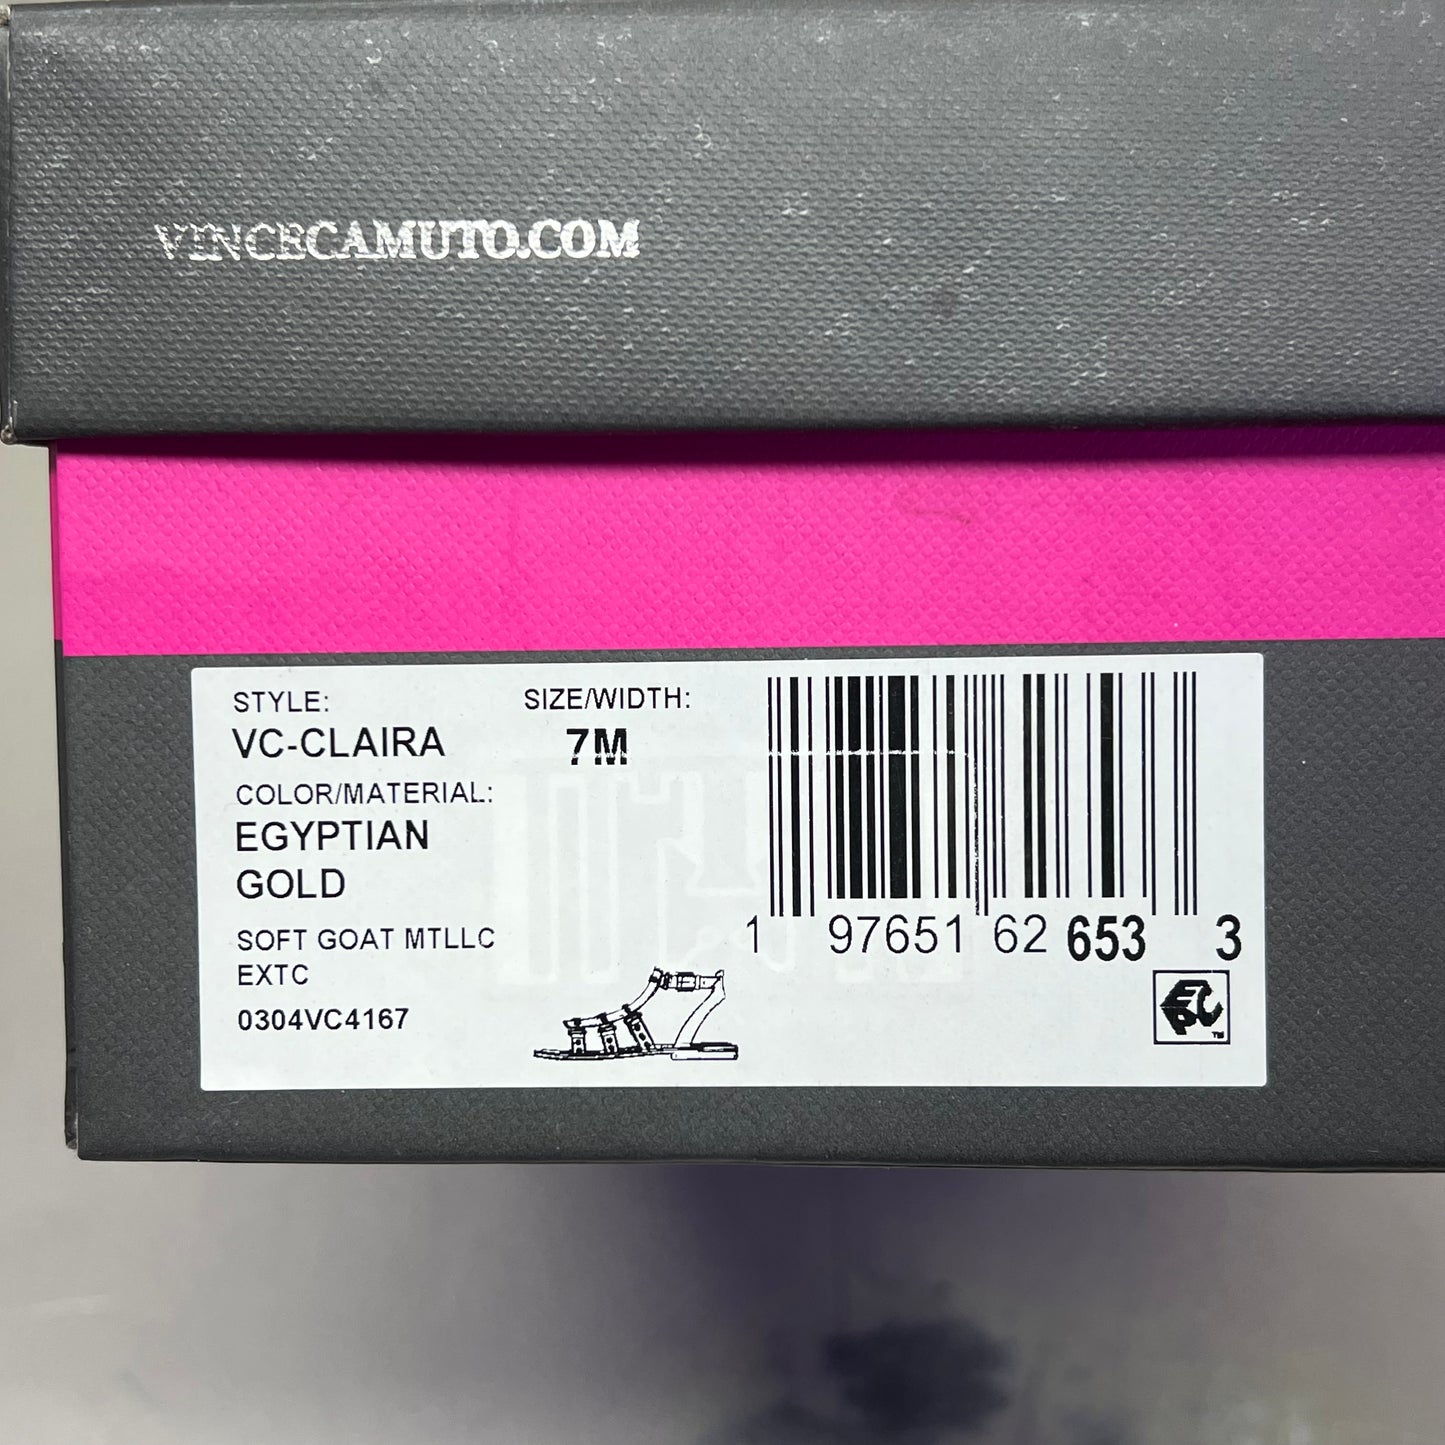 VINCECAMUTO.COM
STYLE:
VC-CLAIRA
SIZE/WIDTH:
7M
COLOR/MATERIAL:
EGYPTIAN
GOLD
SOFT GOAT MTLLC
EXTC
0304VC4167
1 97651 62 653 3
EPC™